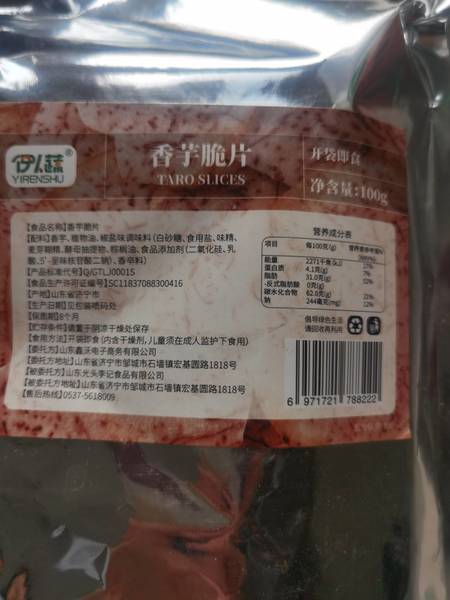 伊人蔬®
YIRENSHU
香芋脆片
TARO SLICES
开袋即食
净含量:100g
【食品名称】香芋脆片
【配料】香芋、植物油、椒盐味调味料(白砂糖、食用盐、味精、
麦芽糊精、酵母抽提物、棕榈油、食品添加剂(二氧化硅、乳
酸、5'-呈味核苷酸二钠)、香辛料)
【产品标准代号】Q/GTLJ0001S
【食品生产许可证编号】SC11837088300416
【产地】山东省济宁市
【生产日期】见包装喷码处
【保质期】8个月
【贮存条件】请置于阴凉干燥处保存
【食用方法】开袋即食(内含干燥剂,儿童须在成人监护下食用)
【委托方】山东鑫沃电子商务有限公司
【委托方地址】山东省济宁市邹城市石墙镇宏基圆路1818号
【被委托方】山东光头李记食品有限公司
【被委托方地址】山东省济宁市邹城市石墙镇宏基圆路1818号
【售后热线】0537-5618009
营养成分表
项目 每100克(g) 营养素参考值%
能量 2271千焦(kJ) 27%
蛋白质 4.1克(g) 7%
脂肪 31.0克(g)
-反式脂肪酸 0克(g)
碳水化合物 62.0克(g) 21%
钠 244毫克(mg) 12%
倡导绿色生活
请回收再利用
6 971721 788222